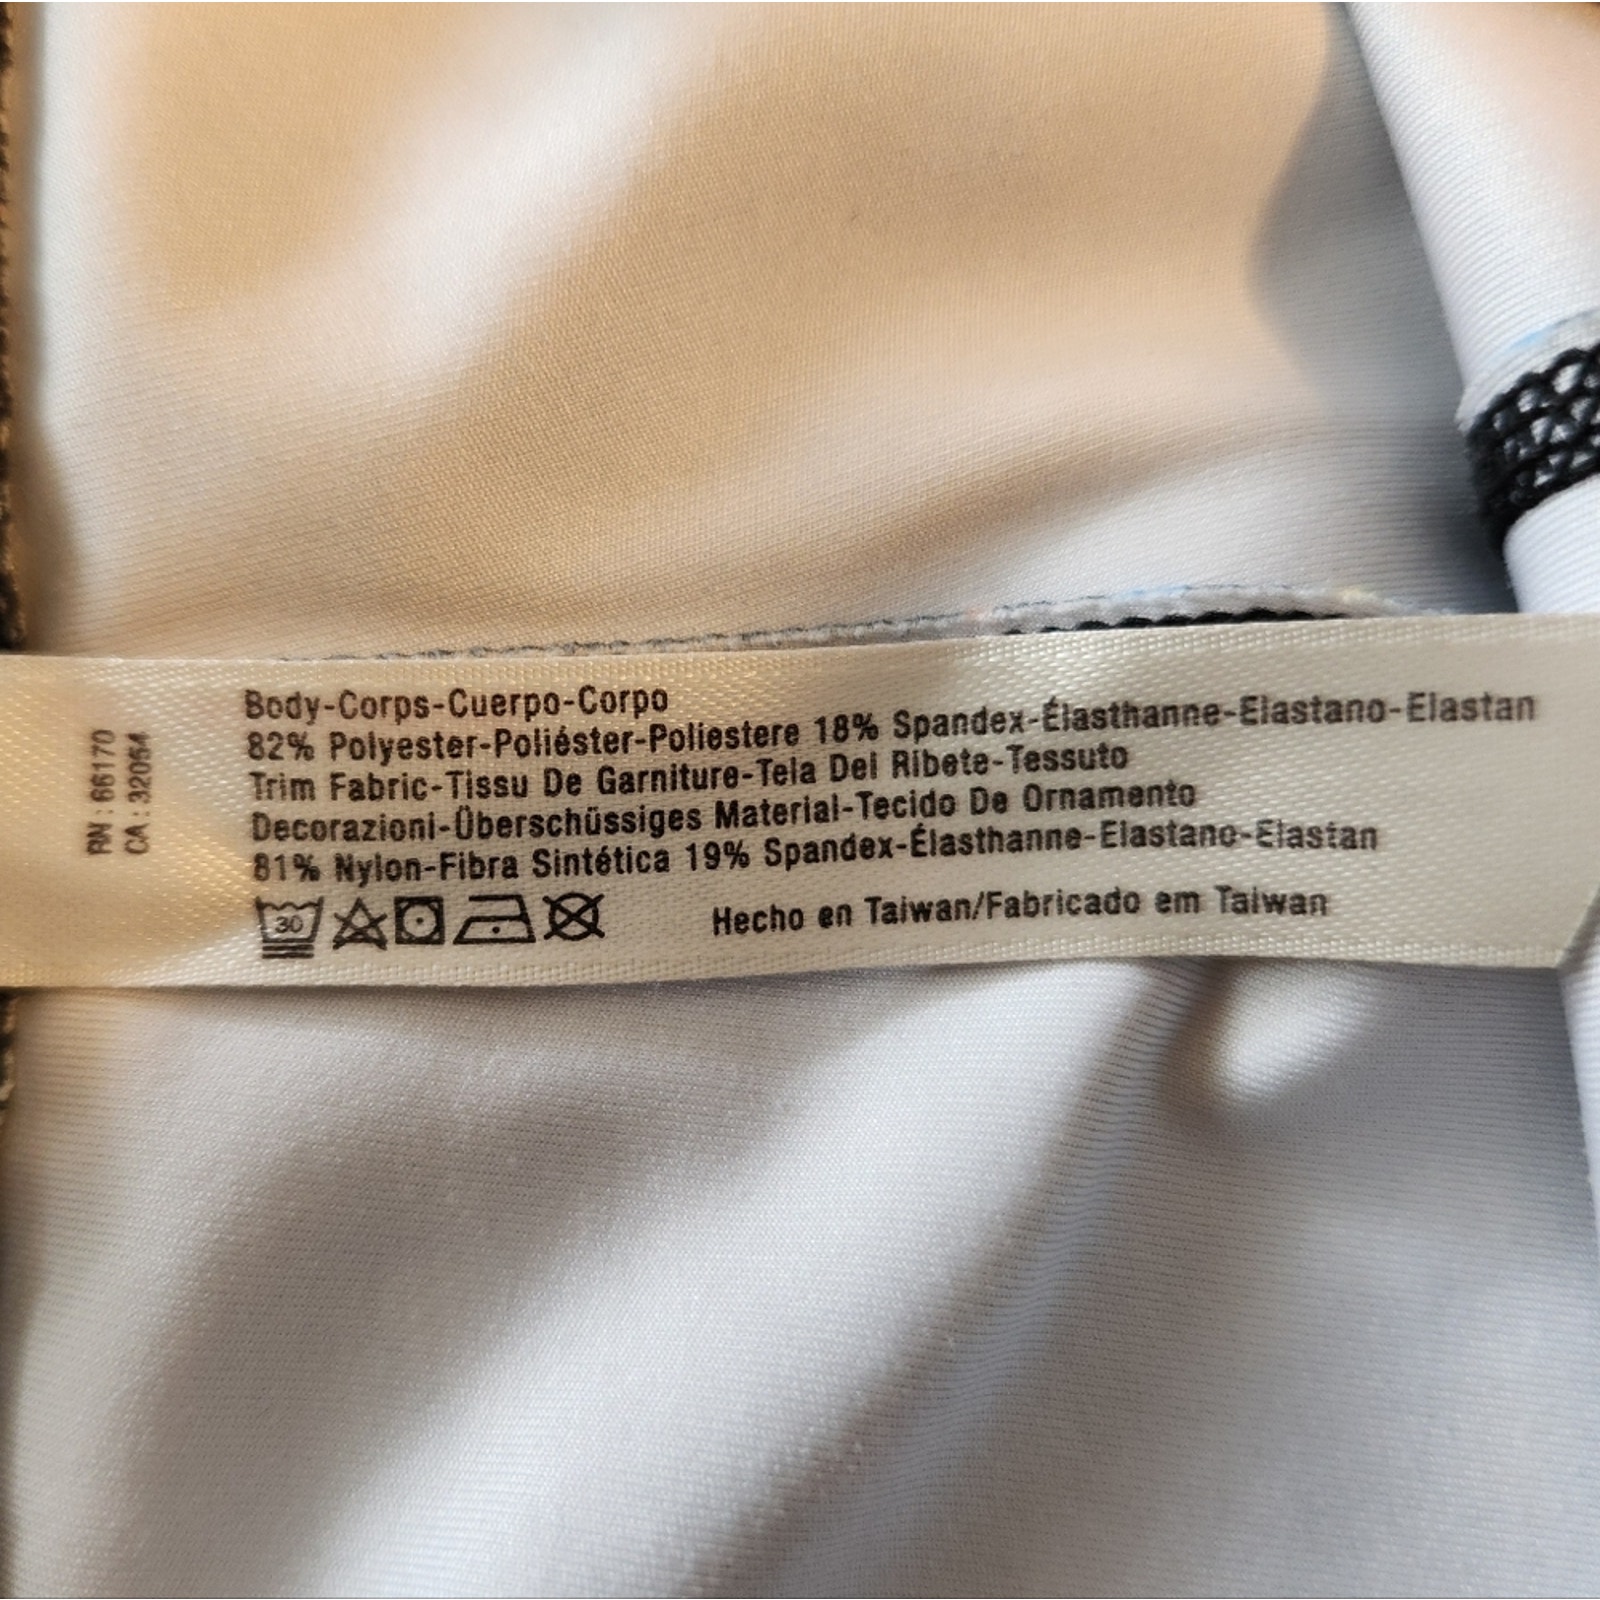 RN : 66170
CA : 32054
Body-Corps-Cuerpo-Corpo
82% Polyester-Poliéster-Poliestere 18% Spandex-Élasthanne-Elastano-Elastan
Trim Fabric-Tissu De Garniture-Tela Del Ribete-Tessuto
Decorazioni-Überschüssiges Material-Tecido De Ornamento
81% Nylon-Fibra Sintética 19% Spandex-Élasthanne-Elastano-Elastan
30
Hecho en Taiwan/Fabricado em Taiwan